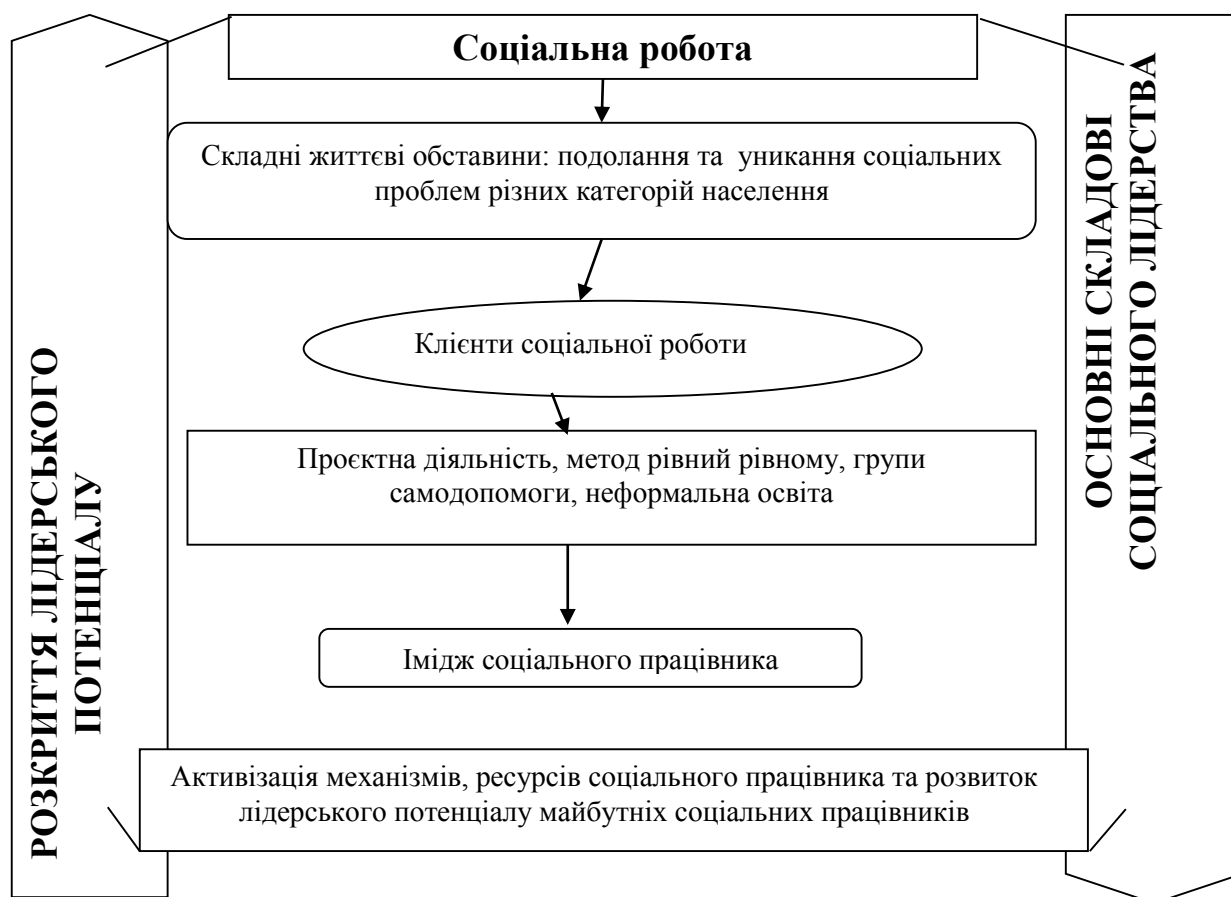 Соціальна робота
Складні життєві обставини: подолання та уникання соціальних
проблем різних категорій населення
Клієнти соціальної роботи
Проєктна діяльність, метод рівний рівному, групи
самодопомоги, неформальна освіта
Імідж соціального працівника
Активізація механізмів, ресурсів соціального працівника та розвиток
лідерського потенціалу майбутніх соціальних працівників
РОЗКРИТТЯ ЛІДЕРСЬКОГО
ПОТЕНЦІАЛУ
ОСНОВНІ СКЛАДОВІ
СОЦІАЛЬНОГО ЛІДЕРСТВА